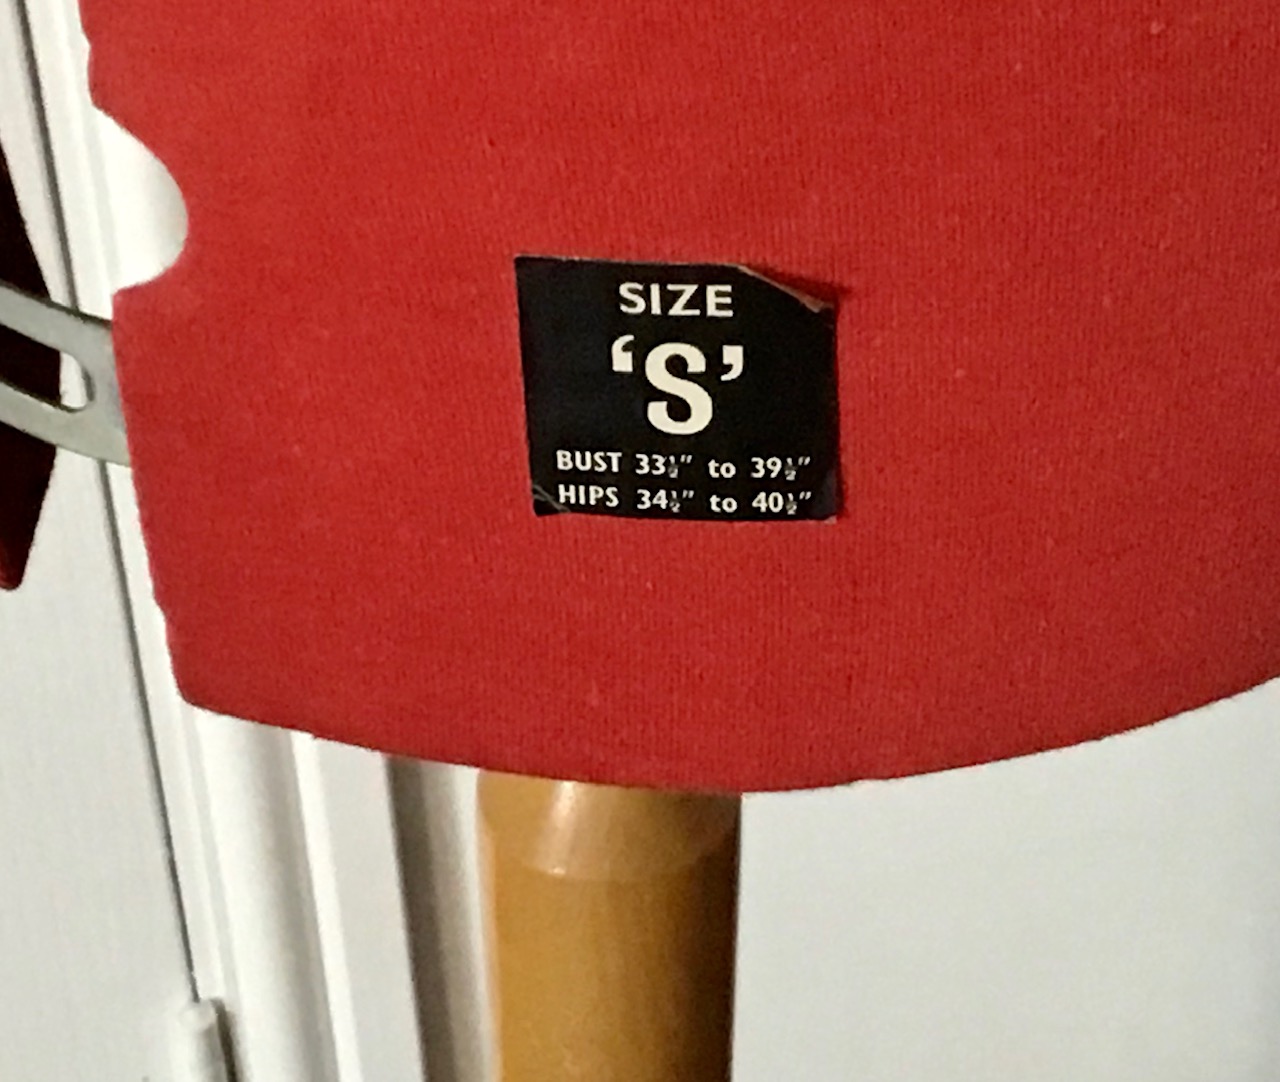 SIZE
‘S’
BUST 33½” to 39½”
HIPS 34½” to 40½”